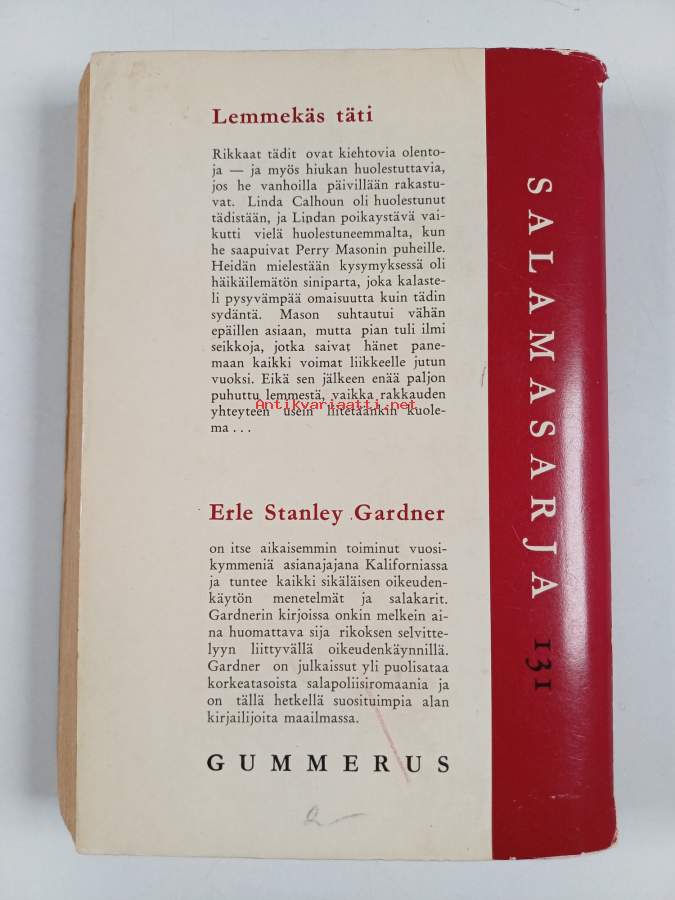 Lemmekäs täti
Rikkaat tädit ovat kiehtovia olento-
ja — ja myös hiukan huolestuttavia,
jos he vanhoilla päivillään rakastu-
vat. Linda Calhoun oli huolestunut
tädistään, ja Lindan poikaystävä vai-
kutti vielä huolestuneemmalta, kun
he saapuivat Perry Masonin puheille.
Heidän mielestään kysymyksessä oli
häikäilemätön siniparta, joka kalaste-
li pysyvämpää omaisuutta kuin tädin
sydäntä. Mason suhtautui vähän
epäillen asiaan, mutta pian tuli ilmi
seikkoja, jotka saivat hänet pane-
maan kaikki voimat liikkeelle jutun
vuoksi. Eikä sen jälkeen enää paljon
puhuttu lemmestä, vaikka rakkauden
yhteyteen usein liitetäänkin kuole-
ma . . .
Antikvariaatti.net
Erle Stanley Gardner
on itse aikaisemmin toiminut vuosi-
kymmeniä asianajajana Kaliforniassa
ja tuntee kaikki sikäläisen oikeuden-
käytön menetelmät ja salakarit.
Gardnerin kirjoissa onkin melkein ai-
na huomattava sija rikoksen selvitte-
lyyn liittyvällä oikeudenkäynnillä.
Gardner on julkaissut yli puolisataa
korkeatasoista salapoliisiromaania ja
on tällä hetkellä suosituimpia alan
kirjailijoita maailmassa.
GUMMERUS
SALAMASARJA 131